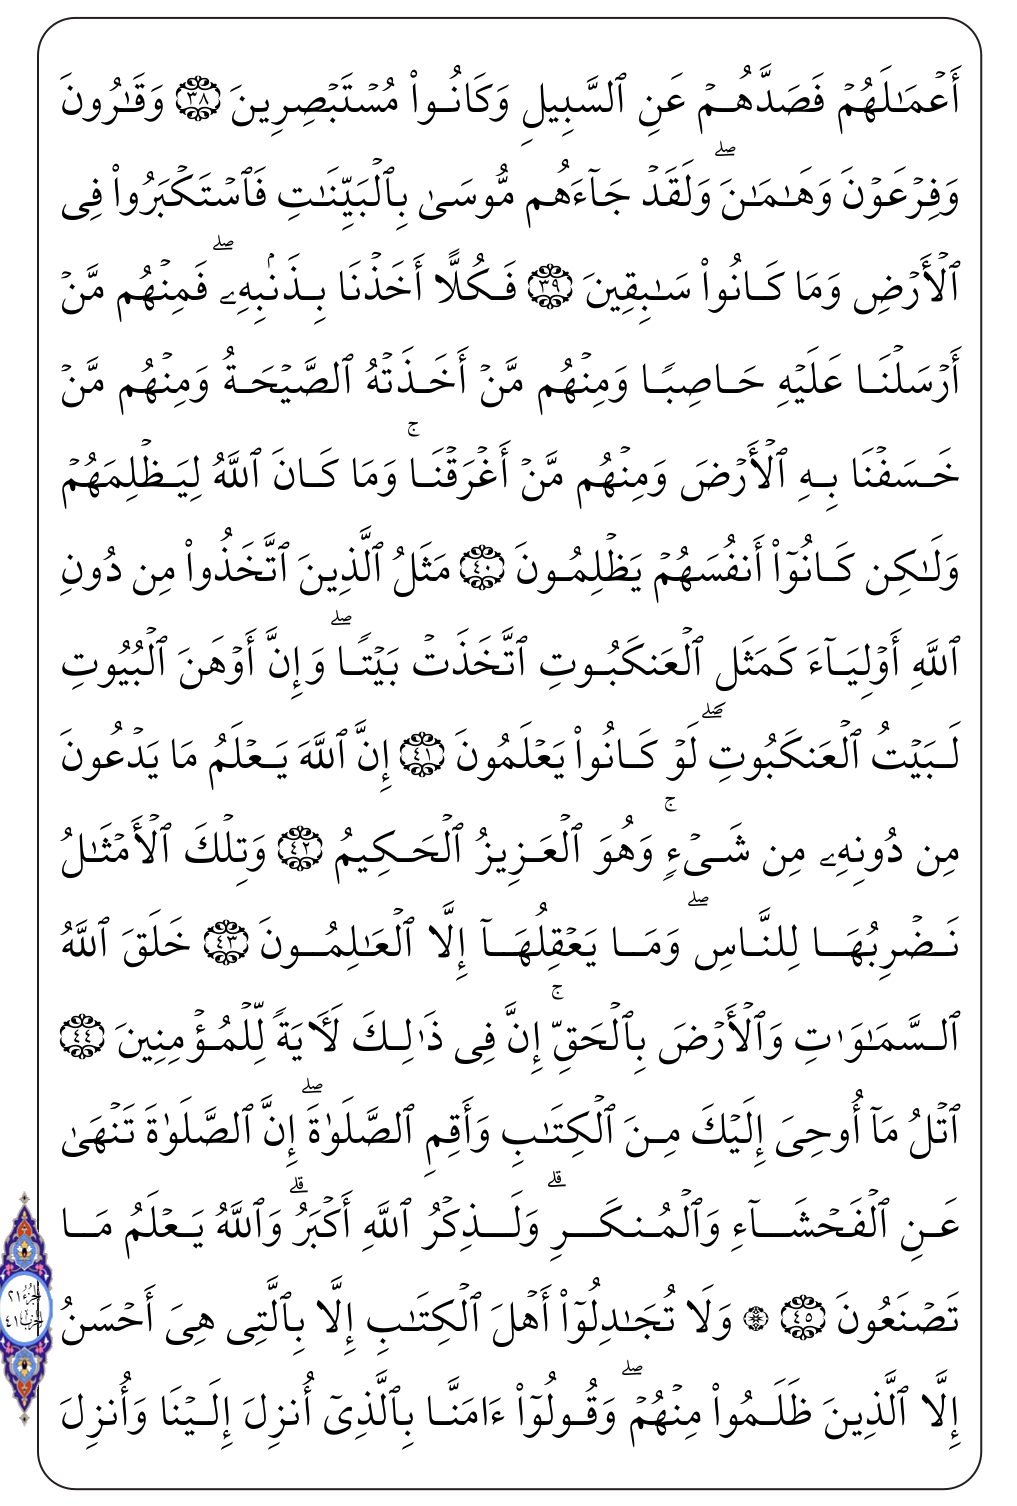 أَعۡمَٰلَهُمۡ فَصَدَّهُمۡ عَنِ ٱلسَّبِيلِ وَكَانُواْ مُسۡتَبۡصِرِينَ ٣٨ وَقَٰرُونَ
وَفِرۡعَوۡنَ وَهَٰمَٰنَۖ وَلَقَدۡ جَآءَهُم مُّوسَىٰ بِٱلۡبَيِّنَٰتِ فَٱسۡتَكۡبَرُواْ فِي
ٱلۡأَرۡضِ وَمَا كَانُواْ سَٰبِقِينَ ٣٩ فَكُلًّا أَخَذۡنَا بِذَنۢبِهِۦۖ فَمِنۡهُم مَّنۡ
أَرۡسَلۡنَا عَلَيۡهِ حَاصِبٗا وَمِنۡهُم مَّنۡ أَخَذَتۡهُ ٱلصَّيۡحَةُ وَمِنۡهُم مَّنۡ
خَسَفۡنَا بِهِ ٱلۡأَرۡضَ وَمِنۡهُم مَّنۡ أَغۡرَقۡنَاۚ وَمَا كَانَ ٱللَّهُ لِيَظۡلِمَهُمۡ
وَلَٰكِن كَانُوٓاْ أَنفُسَهُمۡ يَظۡلِمُونَ ٤٠ مَثَلُ ٱلَّذِينَ ٱتَّخَذُواْ مِن دُونِ
ٱللَّهِ أَوۡلِيَآءَ كَمَثَلِ ٱلۡعَنكَبُوتِ ٱتَّخَذَتۡ بَيۡتٗاۖ وَإِنَّ أَوۡهَنَ ٱلۡبُيُوتِ
لَبَيۡتُ ٱلۡعَنكَبُوتِۖ لَوۡ كَانُواْ يَعۡلَمُونَ ٤١ إِنَّ ٱللَّهَ يَعۡلَمُ مَا يَدۡعُونَ
مِن دُونِهِۦ مِن شَيۡءٖۚ وَهُوَ ٱلۡعَزِيزُ ٱلۡحَكِيمُ ٤٢ وَتِلۡكَ ٱلۡأَمۡثَٰلُ
نَضۡرِبُهَا لِلنَّاسِۖ وَمَا يَعۡقِلُهَآ إِلَّا ٱلۡعَٰلِمُونَ ٤٣ خَلَقَ ٱللَّهُ
ٱلسَّمَٰوَٰتِ وَٱلۡأَرۡضَ بِٱلۡحَقِّۚ إِنَّ فِي ذَٰلِكَ لَأٓيَةٗ لِّلۡمُؤۡمِنِينَ ٤٤
ٱتۡلُ مَآ أُوحِيَ إِلَيۡكَ مِنَ ٱلۡكِتَٰبِ وَأَقِمِ ٱلصَّلَوٰةَۖ إِنَّ ٱلصَّلَوٰةَ تَنۡهَىٰ
عَنِ ٱلۡفَحۡشَآءِ وَٱلۡمُنكَرِۗ وَلَذِكۡرُ ٱللَّهِ أَكۡبَرُۗ وَٱللَّهُ يَعۡلَمُ مَا
تَصۡنَعُونَ ٤٥ ۞ وَلَا تُجَٰدِلُوٓاْ أَهۡلَ ٱلۡكِتَٰبِ إِلَّا بِٱلَّتِي هِيَ أَحۡسَنُ
إِلَّا ٱلَّذِينَ ظَلَمُواْ مِنۡهُمۡۖ وَقُولُوٓاْ ءَامَنَّا بِٱلَّذِيٓ أُنزِلَ إِلَيۡنَا وَأُنزِلَ
الجزء ٢١
الحزب ٤١